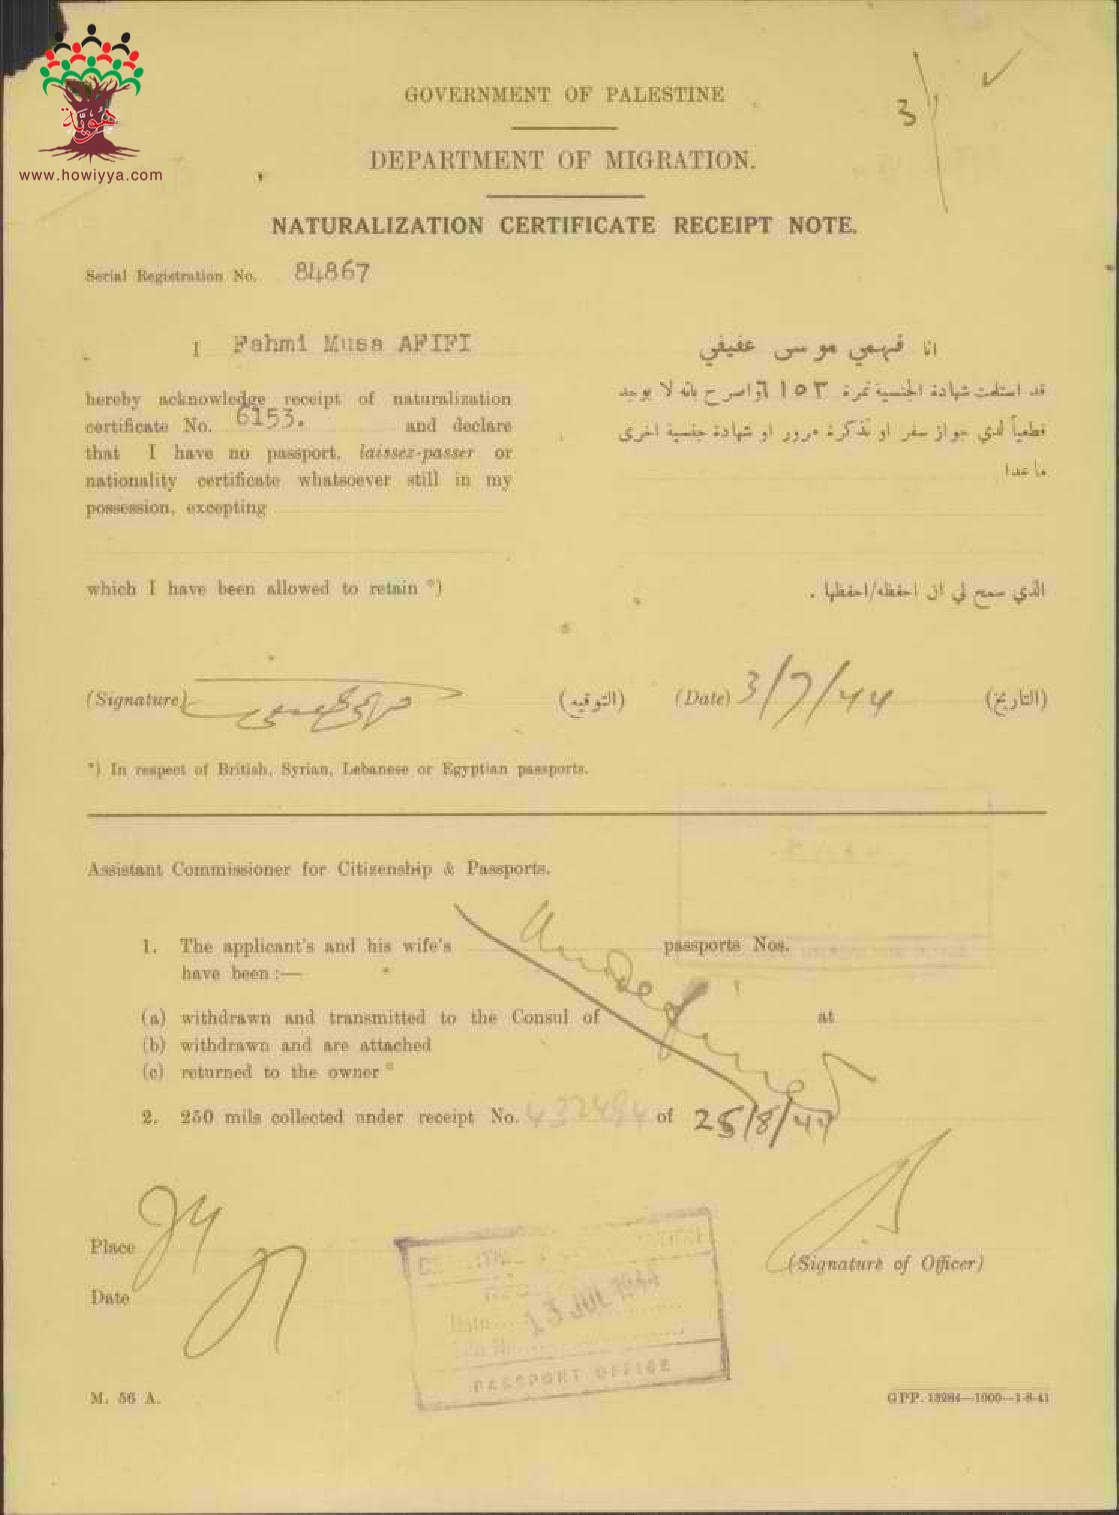 هوية
www.howiyya.com
3
GOVERNMENT OF PALESTINE
DEPARTMENT OF MIGRATION.
NATURALIZATION CERTIFICATE RECEIPT NOTE.
Serial Registration No. 84867
I Fahmi Musa AFIFI
انا فهمي موسى عفيفي
hereby acknowledge receipt of naturalization
certificate No. 6153. and declare
that I have no passport, laissez-passer or
nationality certificate whatsoever still in my
possession, excepting
قد استلمت شهادة الجنسية نمرة ٦١٥٣ واصرح بانه لا يوجد
قطعياً لدي جواز سفر او تذكرة مرور او شهادة جنسية اخرى
ما عدا
which I have been allowed to retain *)
الذي سمح لي ان احفظه/احفظها .
(Signature) (التوقيع) (Date) 3/7/44 (التاريخ)
*) In respect of British, Syrian, Lebanese or Egyptian passports.
Assistant Commissioner for Citizenship & Passports.
1. The applicant's and his wife's passports Nos.
have been :—
(a) withdrawn and transmitted to the Consul of at
(b) withdrawn and are attached
(c) returned to the owner *
2. 250 mils collected under receipt No. 432484 of 25/8/44
Place
(Signature of Officer)
Date
Date 13 JUL 1944
PASSPORT OFFICE
M. 56 A.
GPP. 13284—1000—1-8-41